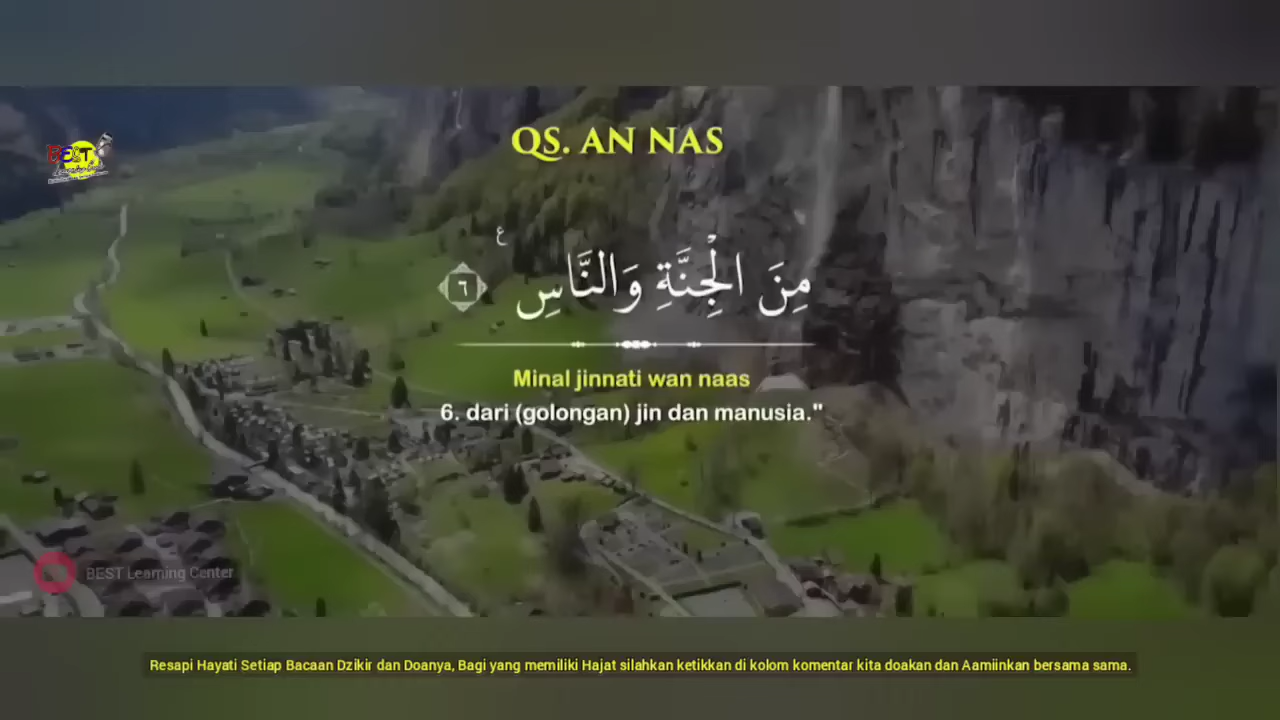 QS. AN NAS
BEST
مِنَ الْجِنَّةِ وَالنَّاسِ ࣖ ٦
Minal jinnati wan naas
6. dari (golongan) jin dan manusia."
BEST Learning Center
Resapi Hayati Setiap Bacaan Dzikir dan Doanya, Bagi yang memiliki Hajat silahkan ketikkan di kolom komentar kita doakan dan Aamiinkan bersama sama.